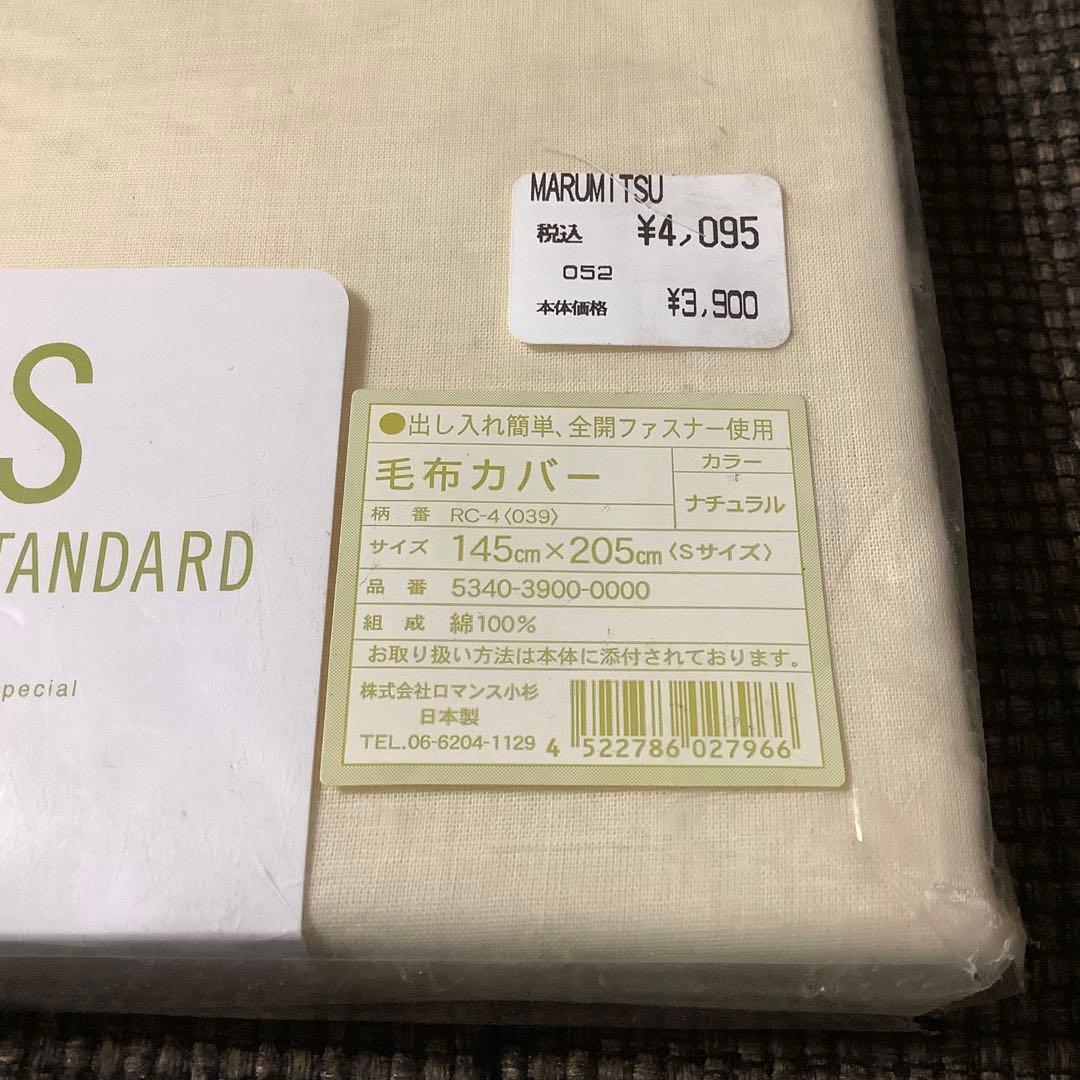 MARUMITSU
税込 ¥4,095
052
本体価格 ¥3,900
S
TANDARD
pecial
●出し入れ簡単、全開ファスナー使用
毛布カバー
カラー
ナチュラル
柄番 RC-4〈039〉
サイズ 145cm×205cm〈Sサイズ〉
品番 5340-3900-0000
組成 綿100%
お取り扱い方法は本体に添付されております。
株式会社ロマンス小杉
日本製
TEL.06-6204-1129
4 522786 027966